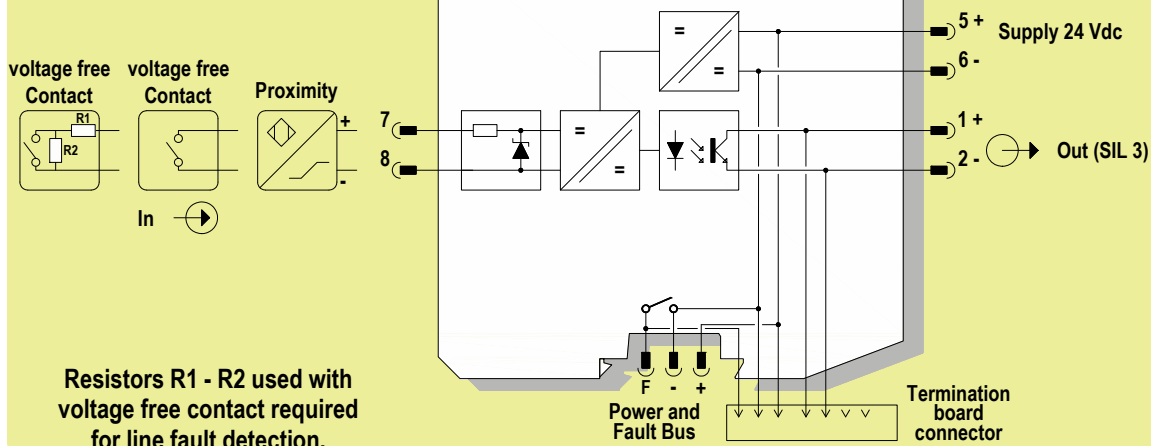 5 +
Supply 24 Vdc
6 -
voltage free
Contact
voltage free
Contact
Proximity
R1
R2
+
-
7
8
=
=
=
=
1 +
2 -
Out (SIL 3)
In
Resistors R1 - R2 used with
voltage free contact required
for line fault detection.
F - +
Power and
Fault Bus
Termination
board
connector